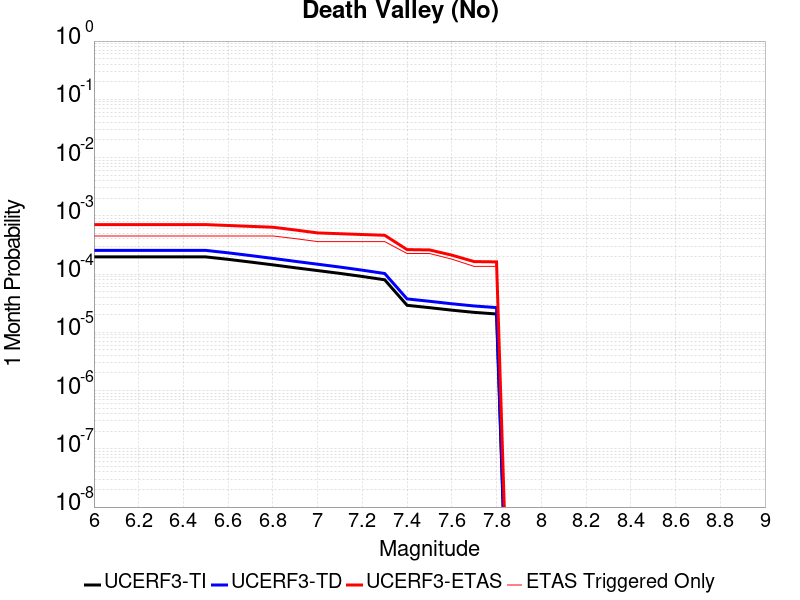 Death Valley (No)
10^0
10^-1
10^-2
10^-3
10^-4
10^-5
10^-6
10^-7
10^-8
1 Month Probability
6 6.2 6.4 6.6 6.8 7 7.2 7.4 7.6 7.8 8 8.2 8.4 8.6 8.8 9
Magnitude
UCERF3-TI UCERF3-TD UCERF3-ETAS ETAS Triggered Only